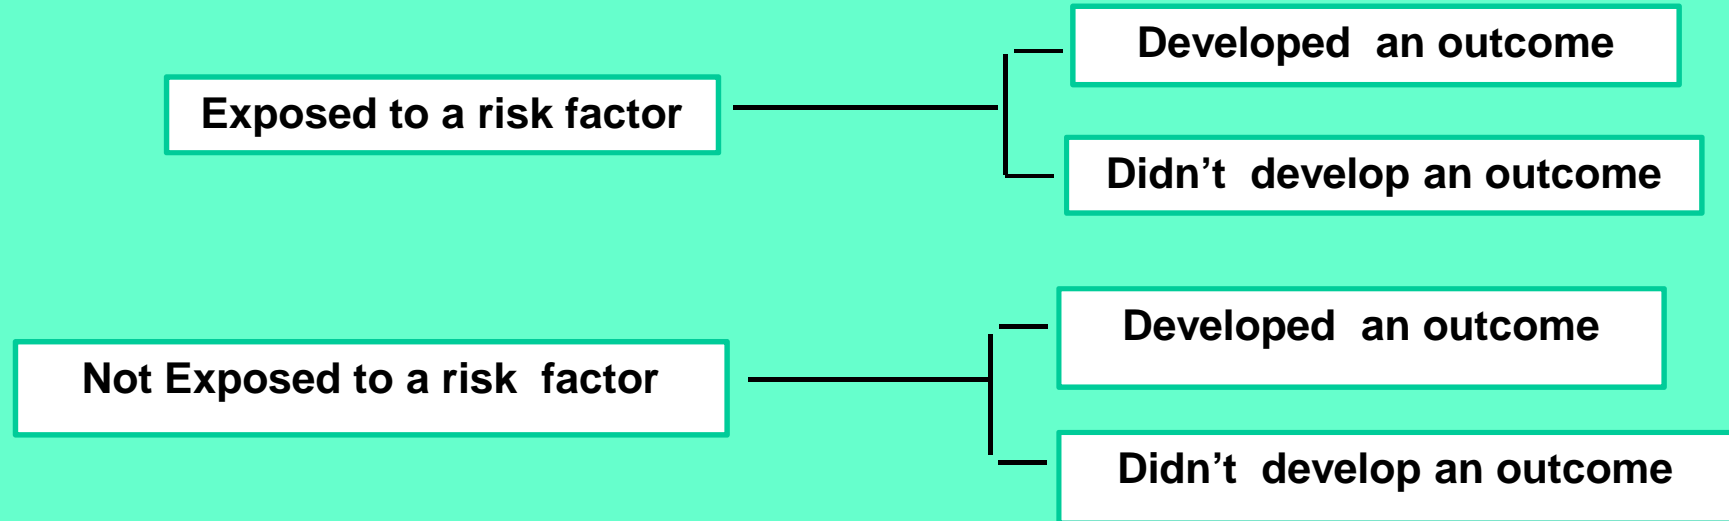 Developed an outcome
Exposed to a risk factor
Didn’t develop an outcome
Developed an outcome
Not Exposed to a risk factor
Didn’t develop an outcome